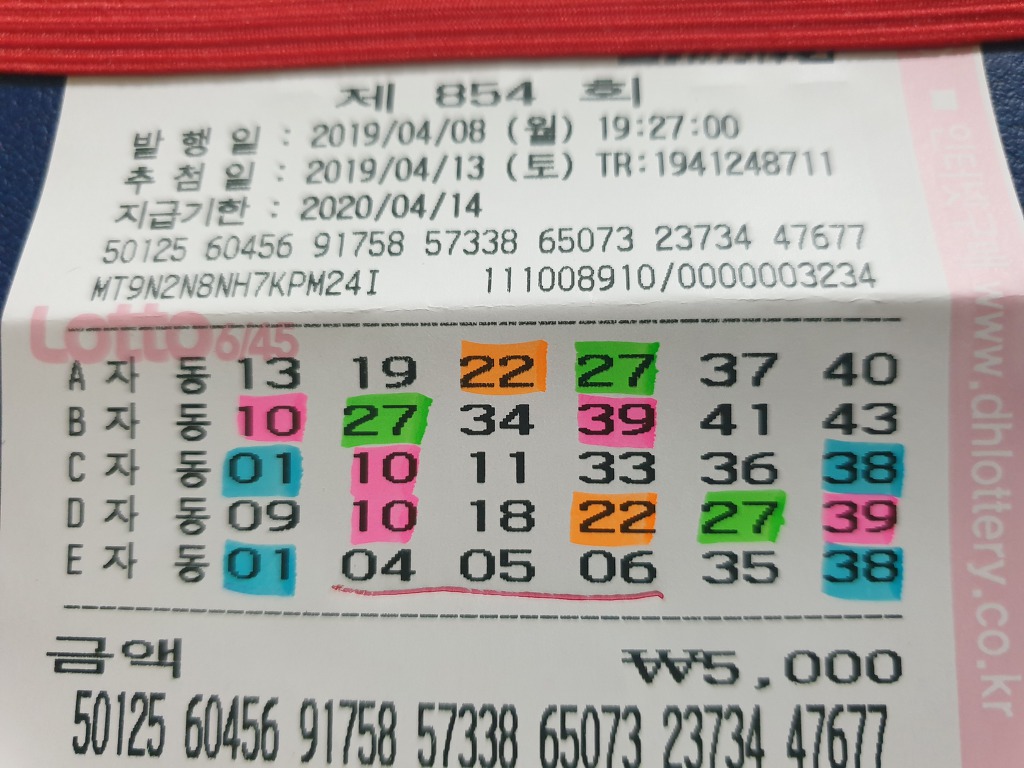 제 854 회
발 행 일 : 2019/04/08 (월) 19:27:00
추 첨 일 : 2019/04/13 (토) TR:1941248711
지급기한 : 2020/04/14
50125 60456 91758 57338 65073 23734 47677
MT9N2N8NH7KPM24I 111008910/0000003234
Lotto 6/45
A 자 동 13 19 22 27 37 40
B 자 동 10 27 34 39 41 43
C 자 동 01 10 11 33 36 38
D 자 동 09 10 18 22 27 39
E 자 동 01 04 05 06 35 38
금액 ₩5,000
50125 60456 91758 57338 65073 23734 47677
www.dhlottery.co.kr